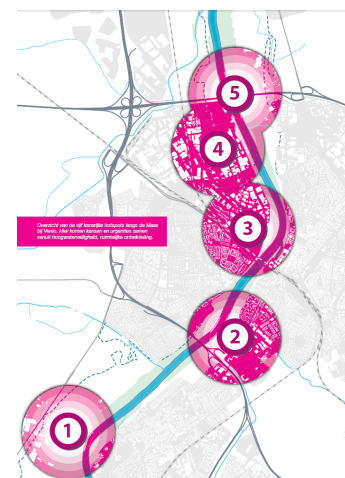 5
4
3
Overzicht van de vijf kansrijke hotspots langs de Maas
bij Venlo. Hier komen kansen en urgenties samen
vanuit hoogwaterveiligheid, ruimtelijke ontwikkeling.
2
1